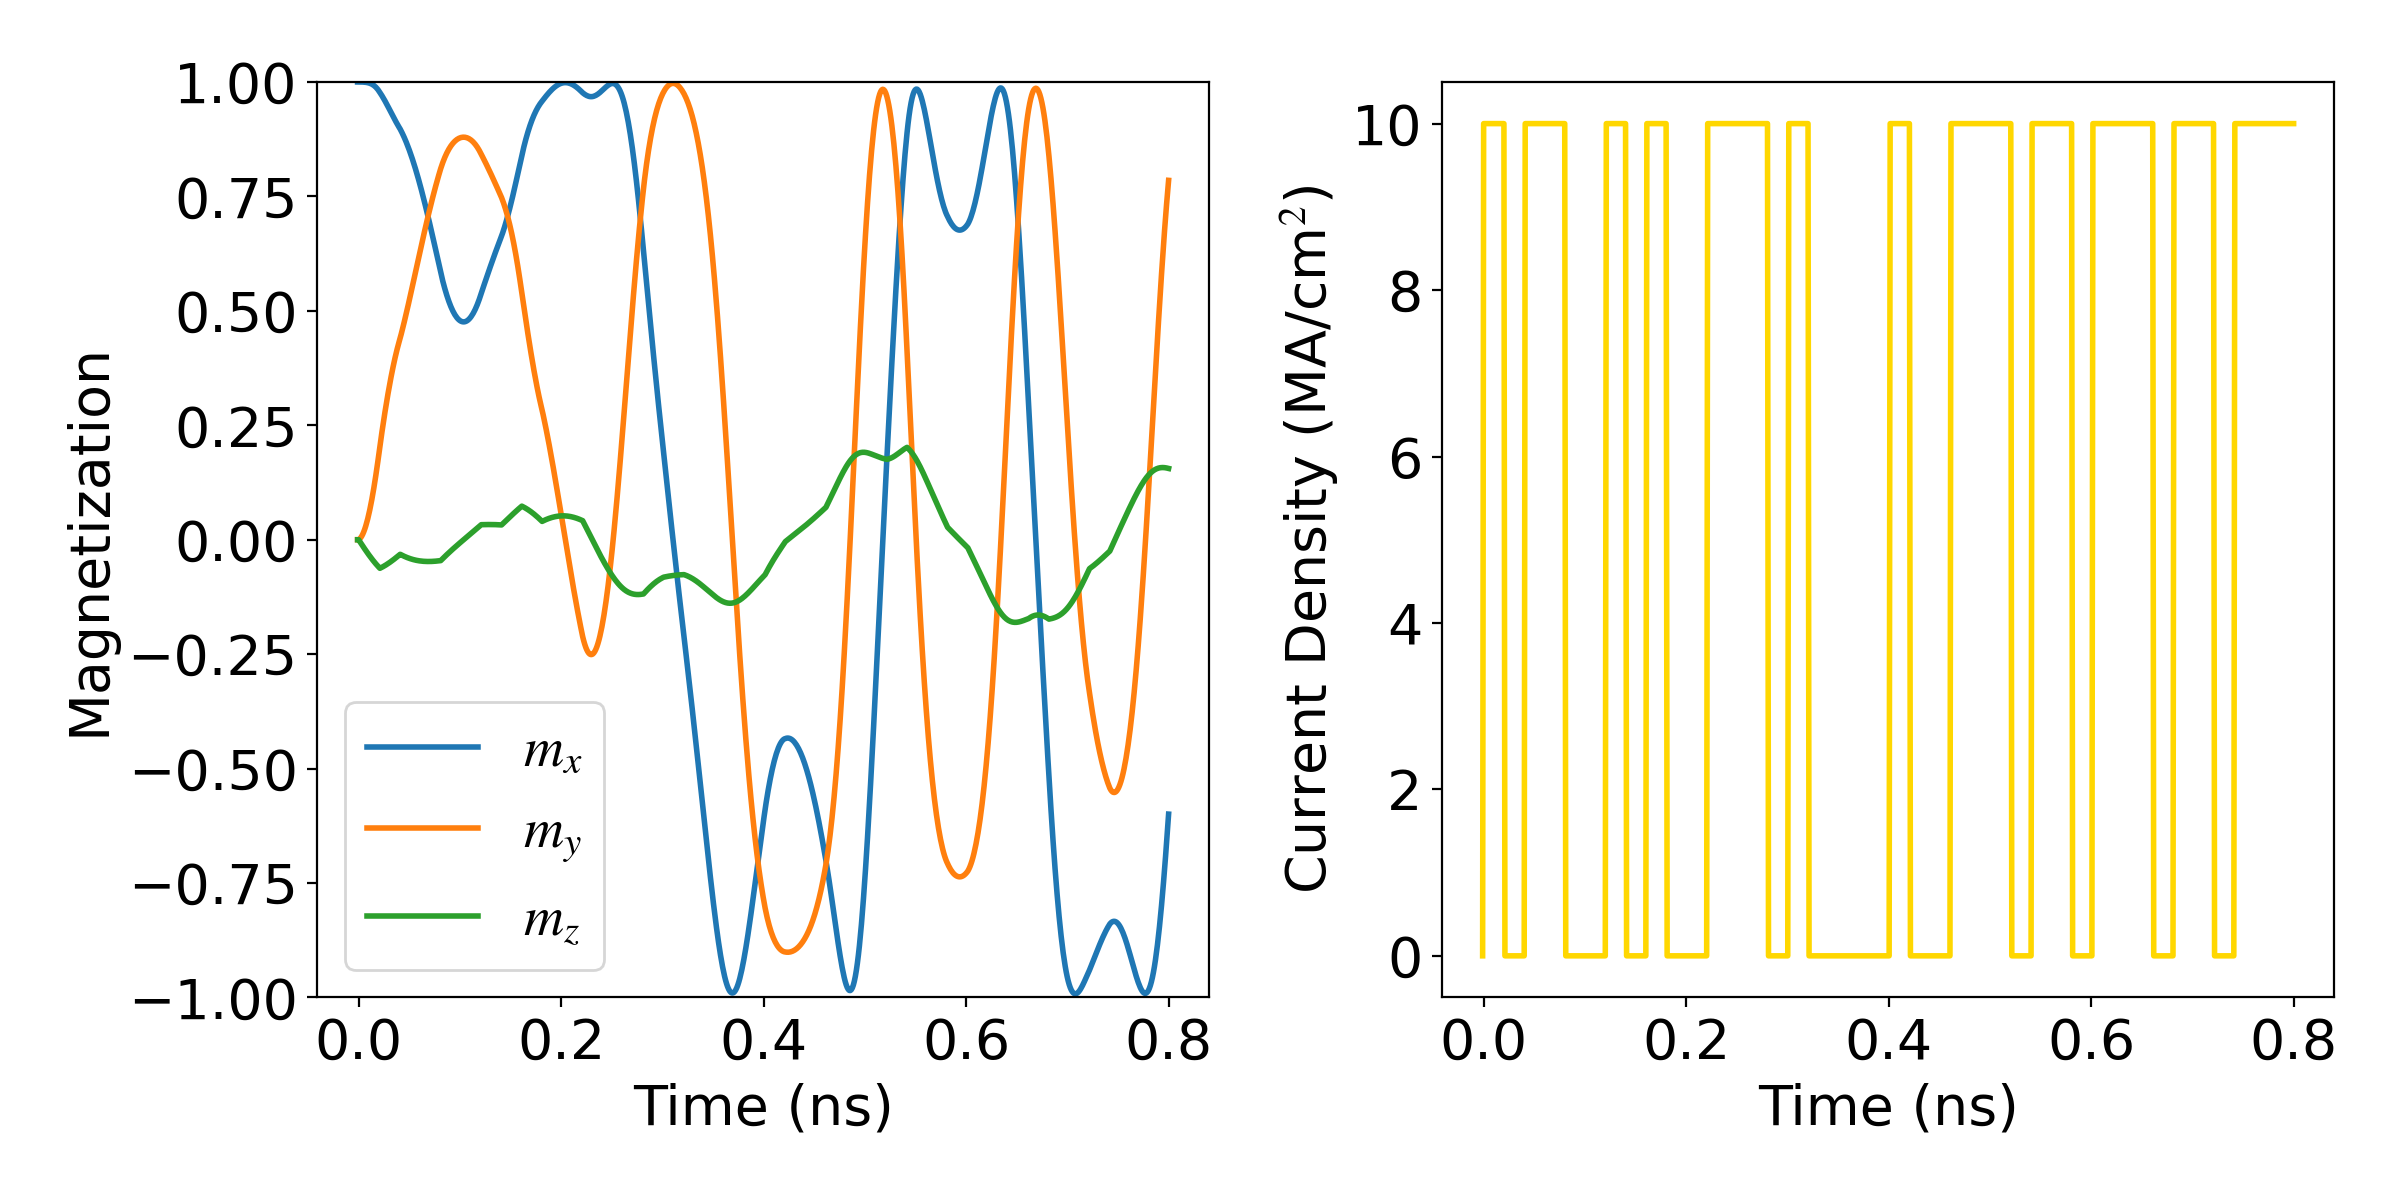 Magnetization
1.00
0.75
0.50
0.25
0.00
−0.25
−0.50
−0.75
−1.00
m_x
m_y
m_z
0.0 0.2 0.4 0.6 0.8
Time (ns)
Current Density (MA/cm²)
10
8
6
4
2
0
0.0 0.2 0.4 0.6 0.8
Time (ns)